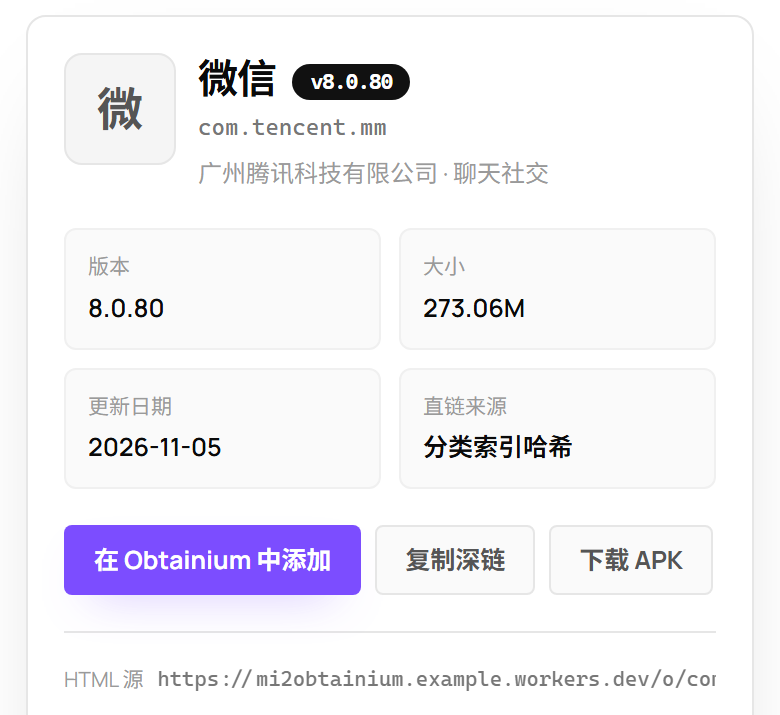 微
微信 v8.0.80
com.tencent.mm
广州腾讯科技有限公司 · 聊天社交
版本
8.0.80
大小
273.06M
更新日期
2026-11-05
直链来源
分类索引哈希
在 Obtainium 中添加
复制深链
下载 APK
HTML 源 https://mi2obtainium.example.workers.dev/o/com